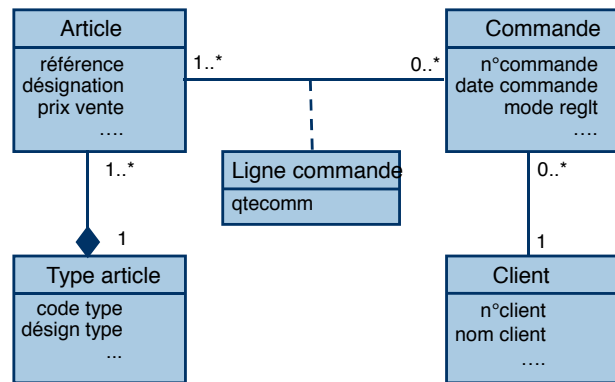 Article
référence
désignation
prix vente
….
1..*
0..*
Commande
n°commande
date commande
mode reglt
….
Ligne commande
qtecomm
1..*
1
0..*
1
Type article
code type
désign type
...
Client
n°client
nom client
….